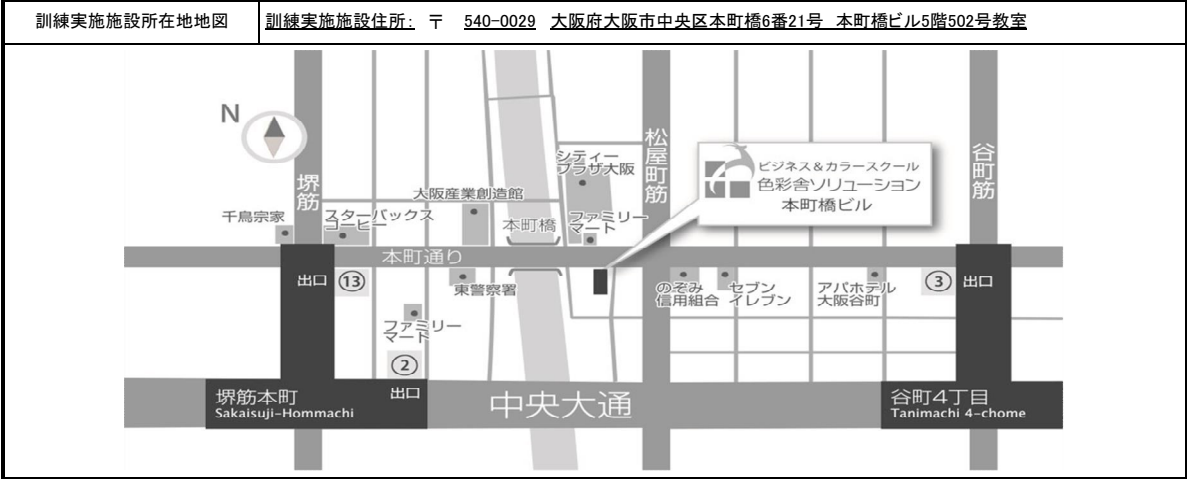 訓練実施施設所在地地図
訓練実施施設住所: 〒 540-0029 大阪府大阪市中央区本町橋6番21号 本町橋ビル5階502号教室
N
堺筋
松屋町筋
谷町筋
ビジネス&カラースクール
色彩舎ソリューション
本町橋ビル
シティー
プラザ大阪
大阪産業創造館
千鳥宗家
スターバックス
コーヒー
本町橋
ファミリー
マート
本町通り
出口 ⑬
東警察署
のぞみ
信用組合
セブン
イレブン
アパホテル
大阪谷町
③ 出口
ファミリー
マート
②
出口
堺筋本町
Sakaisuji-Hommachi
中央大通
谷町4丁目
Tanimachi 4-chome